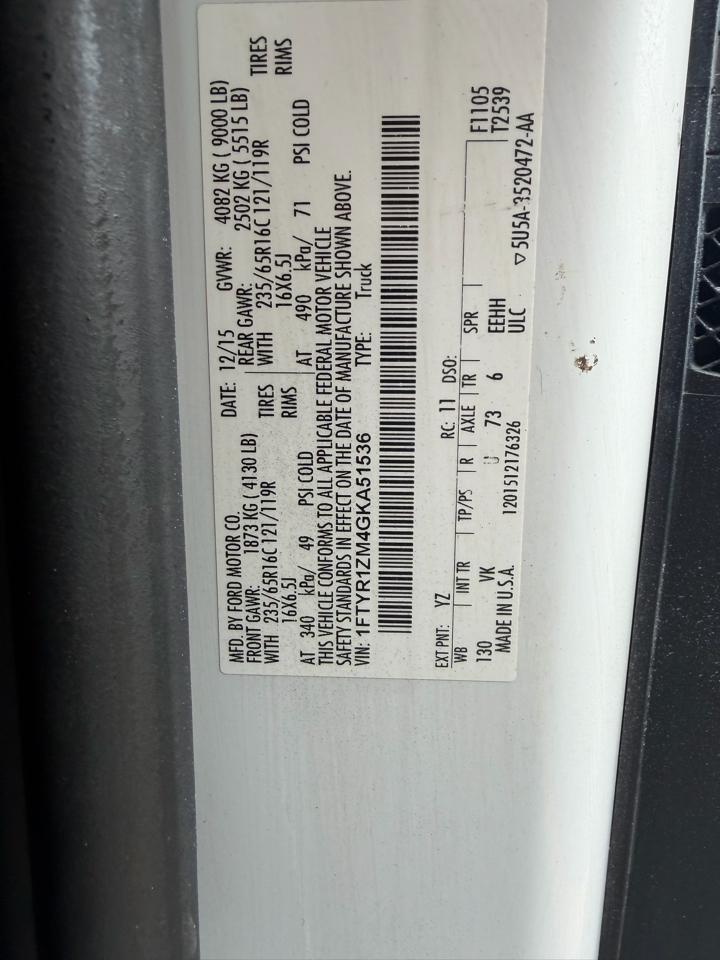 MFD. BY FORD MOTOR CO. DATE: 12/15 GVWR: 4082 KG ( 9000 LB)
FRONT GAWR: 1873 KG ( 4130 LB) REAR GAWR: 2502 KG ( 5515 LB)
WITH 235/65R16C 121/119R TIRES WITH 235/65R16C 121/119R TIRES
16X6.5J RIMS 16X6.5J RIMS
AT 340 kPa/ 49 PSI COLD AT 490 kPa/ 71 PSI COLD
THIS VEHICLE CONFORMS TO ALL APPLICABLE FEDERAL MOTOR VEHICLE
SAFETY STANDARDS IN EFFECT ON THE DATE OF MANUFACTURE SHOWN ABOVE.
VIN: 1FTYR1ZM4GKA51536 TYPE: Truck
EXT PNT: YZ RC: 11 DSO:
WB INT TR TP/PS R AXLE TR SPR F1105
130 VK U 73 6 EEHH T2539
MADE IN U.S.A. 1201512176326 ULC ▽5U5A-3520472-AA